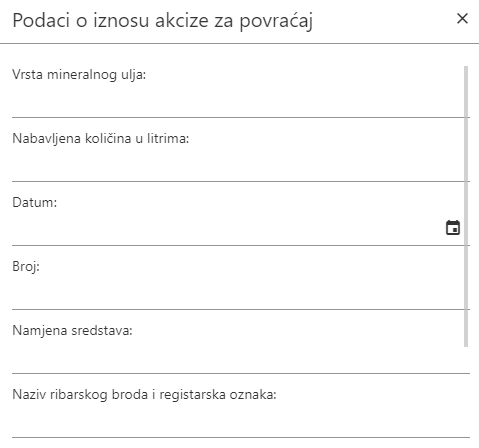 Podaci o iznosu akcize za povraćaj
Vrsta mineralnog ulja:
Nabavljena količina u litrima:
Datum:
Broj:
Namjena sredstava:
Naziv ribarskog broda i registarska oznaka: